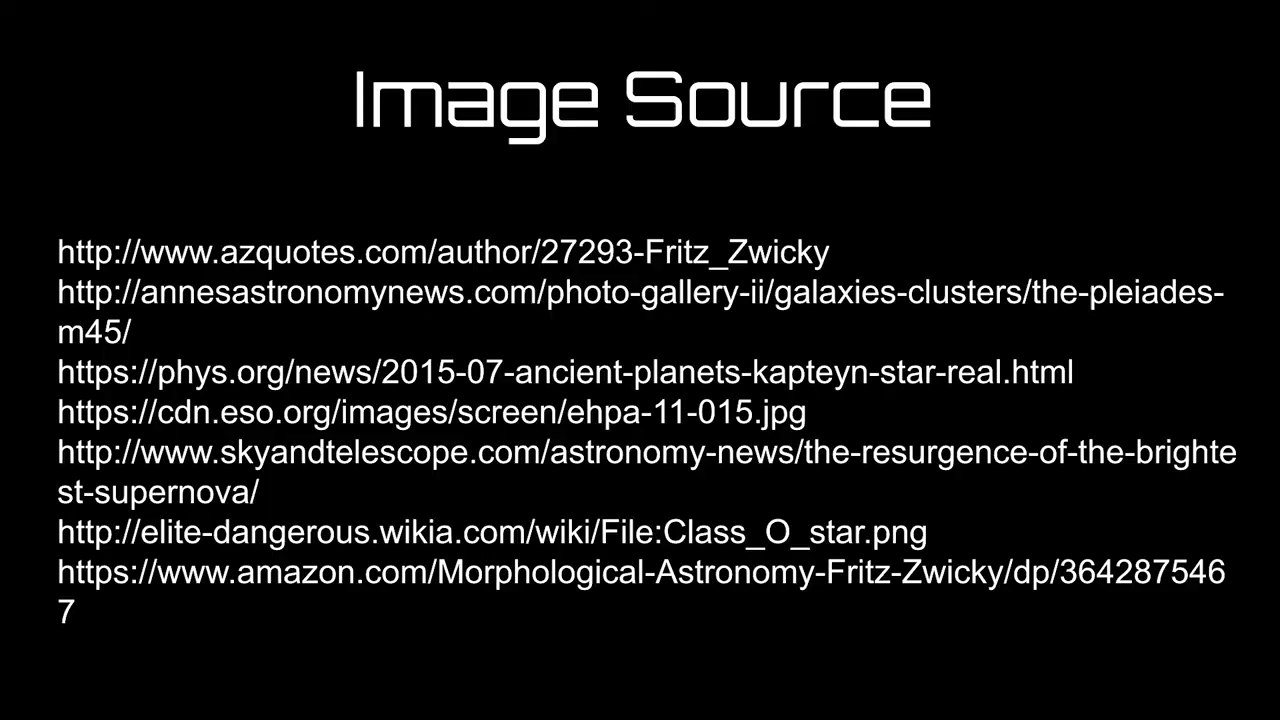 Image Source
http://www.azquotes.com/author/27293-Fritz_Zwicky
http://annesastronomynews.com/photo-gallery-ii/galaxies-clusters/the-pleiades-
m45/
https://phys.org/news/2015-07-ancient-planets-kapteyn-star-real.html
https://cdn.eso.org/images/screen/ehpa-11-015.jpg
http://www.skyandtelescope.com/astronomy-news/the-resurgence-of-the-brighte
st-supernova/
http://elite-dangerous.wikia.com/wiki/File:Class_O_star.png
https://www.amazon.com/Morphological-Astronomy-Fritz-Zwicky/dp/364287546
7